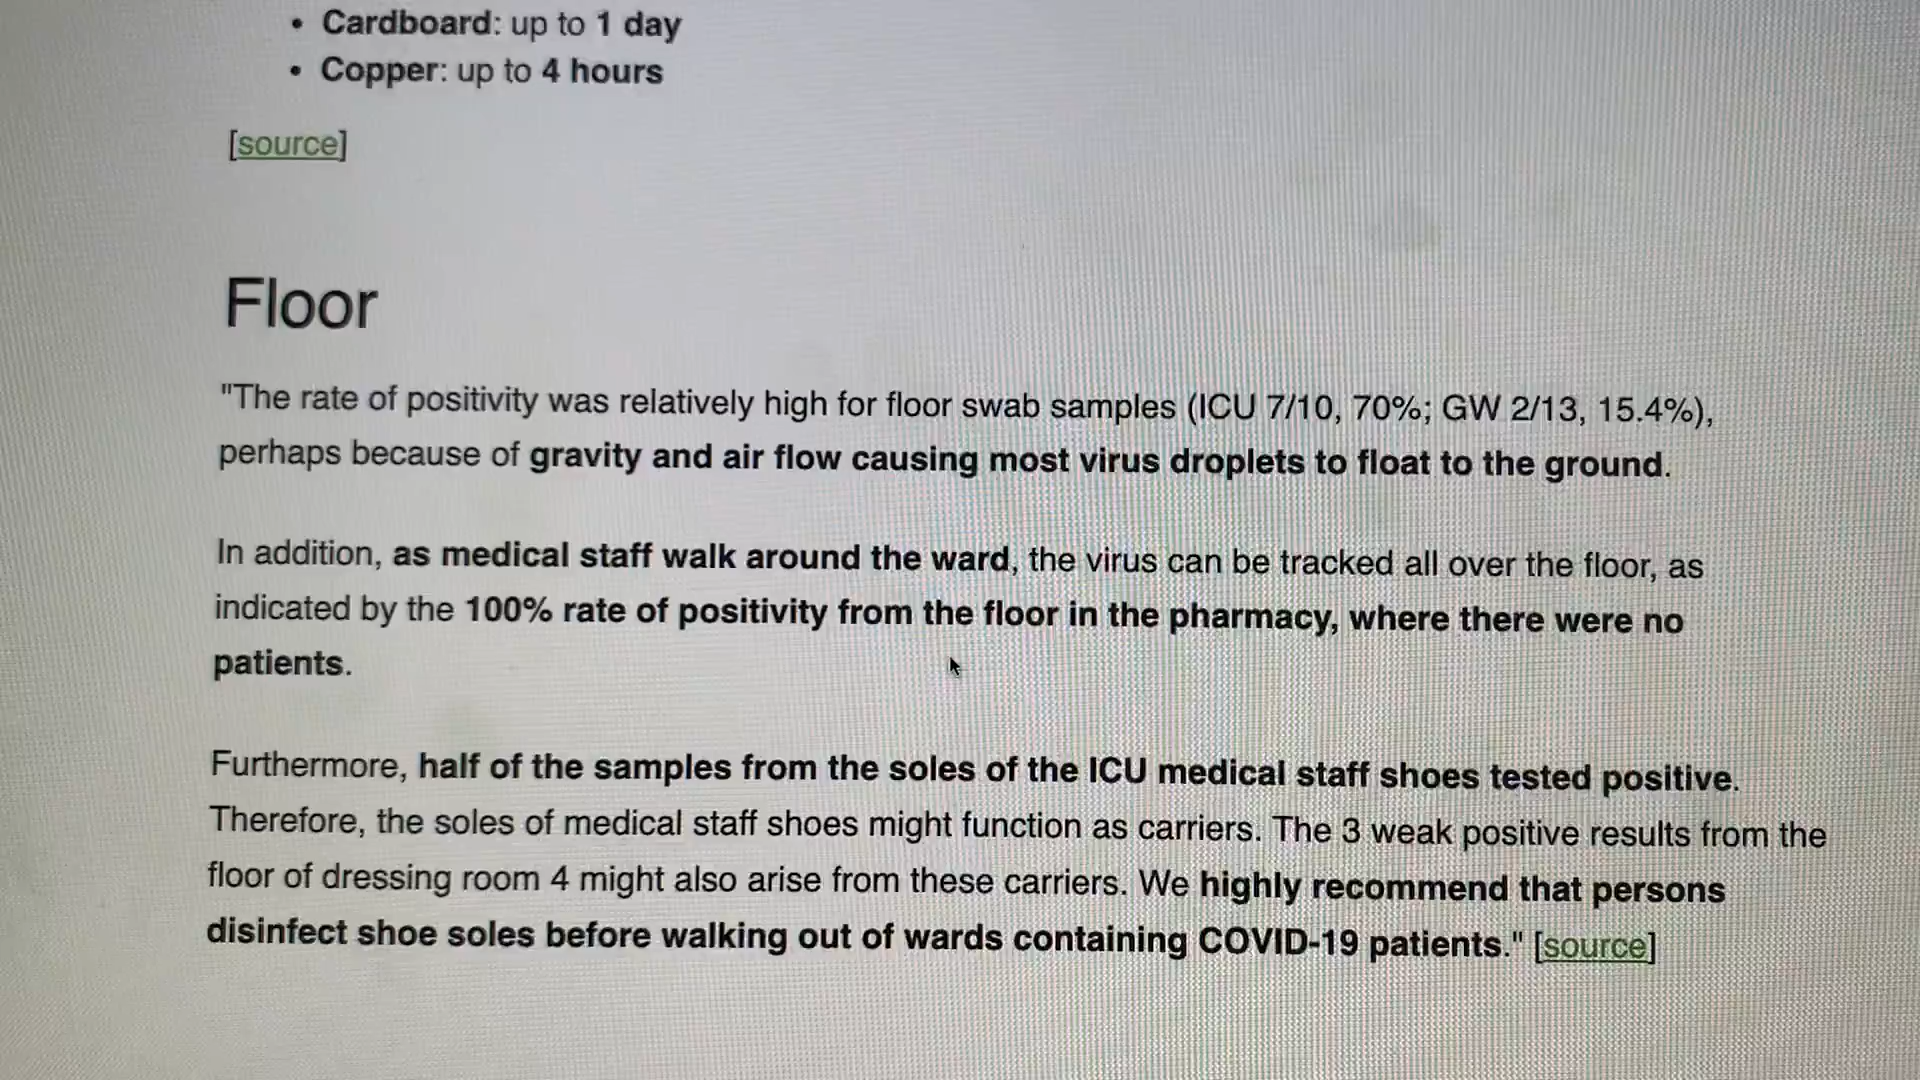 • Cardboard: up to 1 day
• Copper: up to 4 hours
[source]
Floor
"The rate of positivity was relatively high for floor swab samples (ICU 7/10, 70%; GW 2/13, 15.4%),
perhaps because of gravity and air flow causing most virus droplets to float to the ground.
In addition, as medical staff walk around the ward, the virus can be tracked all over the floor, as
indicated by the 100% rate of positivity from the floor in the pharmacy, where there were no
patients.
Furthermore, half of the samples from the soles of the ICU medical staff shoes tested positive.
Therefore, the soles of medical staff shoes might function as carriers. The 3 weak positive results from the
floor of dressing room 4 might also arise from these carriers. We highly recommend that persons
disinfect shoe soles before walking out of wards containing COVID-19 patients." [source]